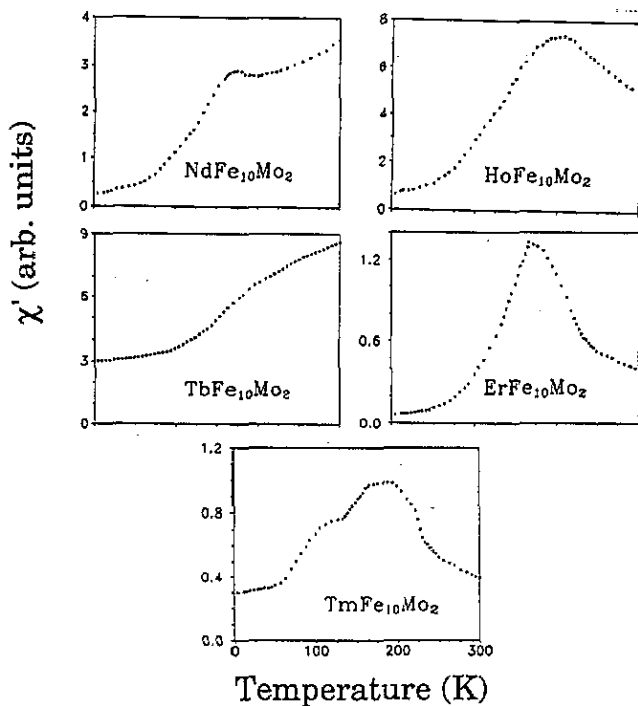 χ' (arb. units)
4
3
2
1
0
NdFe₁₀Mo₂
8
6
4
2
0
HoFe₁₀Mo₂
9
6
3
0
TbFe₁₀Mo₂
1.2
0.6
0.0
ErFe₁₀Mo₂
1.2
0.8
0.4
0.0
TmFe₁₀Mo₂
0 100 200 300
Temperature (K)